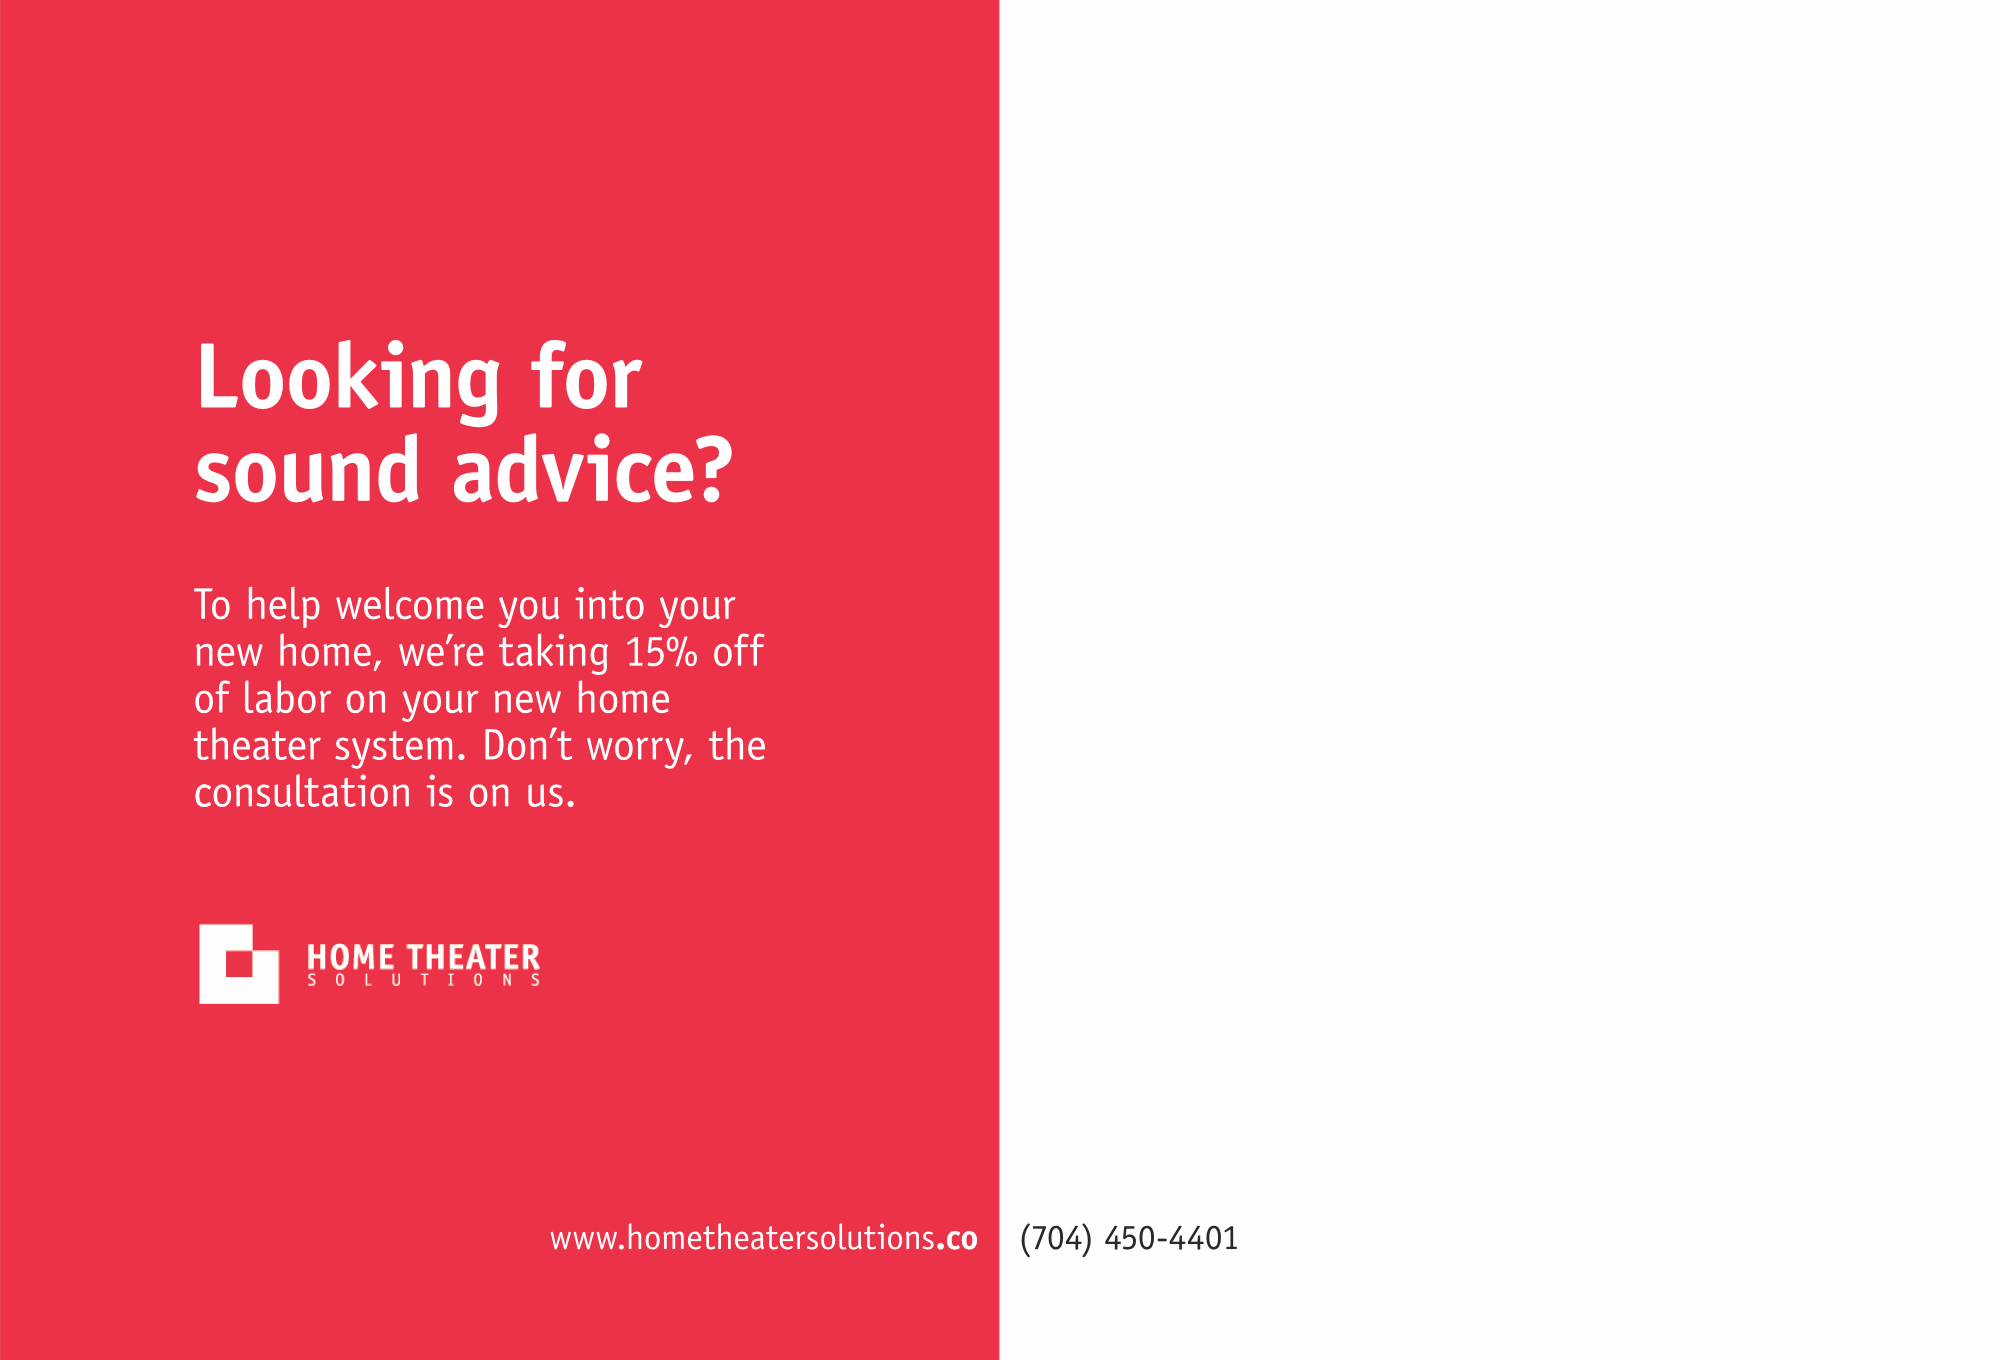 Looking for
sound advice?
To help welcome you into your
new home, we’re taking 15% off
of labor on your new home
theater system. Don’t worry, the
consultation is on us.
HOME THEATER
SOLUTIONS
www.hometheatersolutions.co
(704) 450-4401